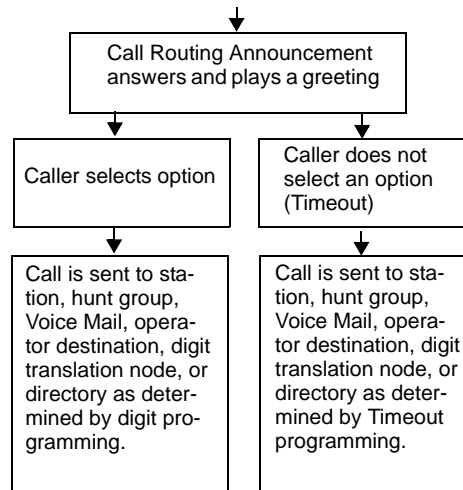 Call Routing Announcement
answers and plays a greeting
Caller selects option
Caller does not
select an option
(Timeout)
Call is sent to sta-
tion, hunt group,
Voice Mail, opera-
tor destination, digit
translation node, or
directory as deter-
mined by digit pro-
gramming.
Call is sent to sta-
tion, hunt group,
Voice Mail, opera-
tor destination, digit
translation node, or
directory as deter-
mined by Timeout
programming.